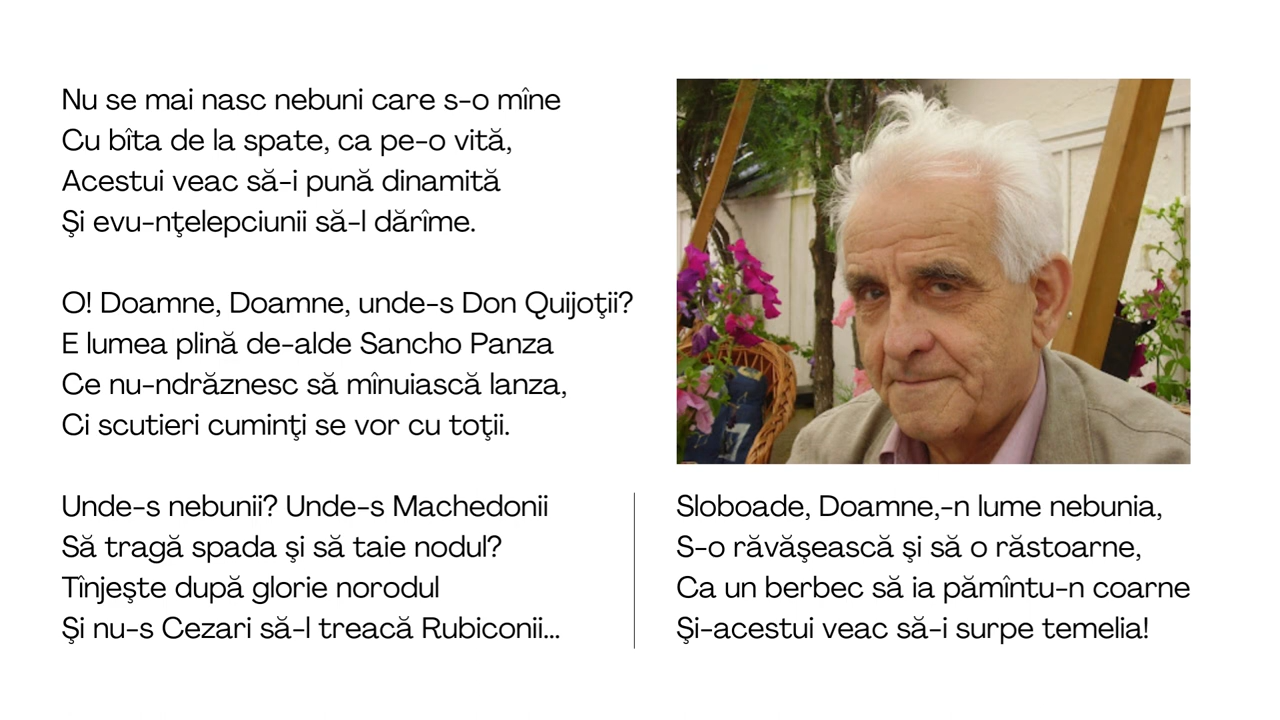 Nu se mai nasc nebuni care s-o mîne
Cu bîta de la spate, ca pe-o vită,
Acestui veac să-i pună dinamită
Şi evu-nţelepciunii să-l dărîme.
O! Doamne, Doamne, unde-s Don Quijoţii?
E lumea plină de-alde Sancho Panza
Ce nu-ndrăznesc să mînuiască lanza,
Ci scutieri cuminţi se vor cu toţii.
Unde-s nebunii? Unde-s Machedonii
Să tragă spada şi să taie nodul?
Tînjeşte după glorie norodul
Şi nu-s Cezari să-l treacă Rubiconii...
Sloboade, Doamne,-n lume nebunia,
S-o răvăşească şi să o răstoarne,
Ca un berbec să ia pămîntu-n coarne
Şi-acestui veac să-i surpe temelia!